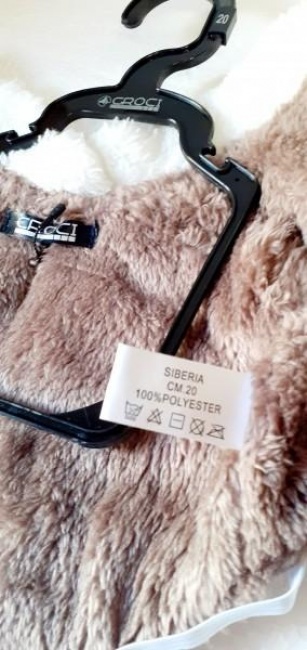 20
CROCI
CROCI
SIBERIA
CM 20
100%POLYESTER